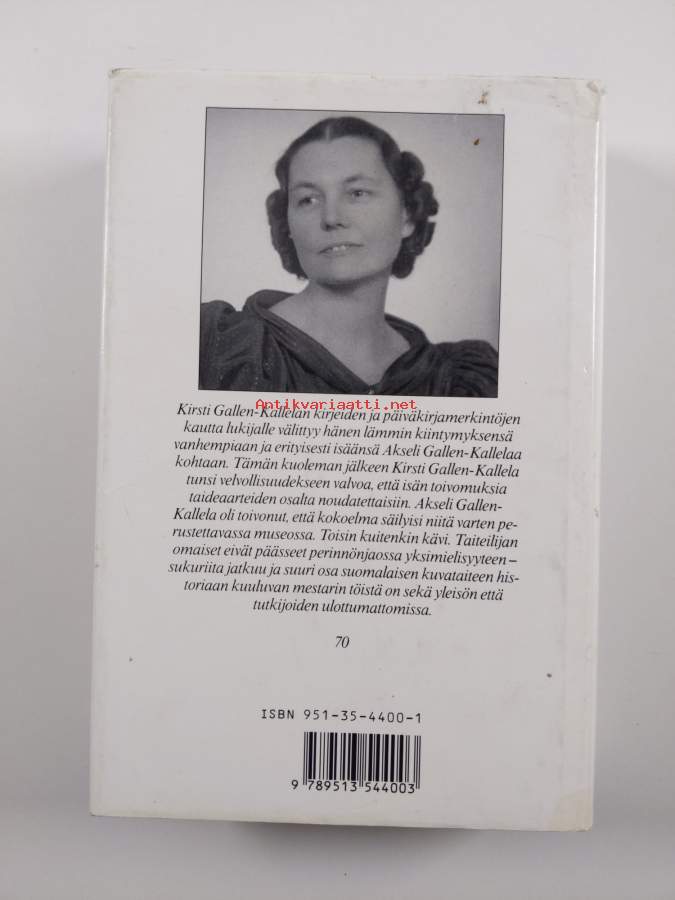 Antikvariaatti.net
Kirsti Gallen-Kallelan kirjeiden ja päiväkirjamerkintöjen
kautta lukijalle välittyy hänen lämmin kiintymyksensä
vanhempiaan ja erityisesti isäänsä Akseli Gallen-Kallelaa
kohtaan. Tämän kuoleman jälkeen Kirsti Gallen-Kallela
tunsi velvollisuudekseen valvoa, että isän toivomuksia
taideaarteiden osalta noudatettaisiin. Akseli Gallen-
Kallela oli toivonut, että kokoelma säilyisi niitä varten pe-
rustettavassa museossa. Toisin kuitenkin kävi. Taiteilijan
omaiset eivät päässeet perinnönjaossa yksimielisyyteen –
sukuriita jatkuu ja suuri osa suomalaisen kuvataiteen his-
toriaan kuuluvan mestarin töistä on sekä yleisön että
tutkijoiden ulottumattomissa.
70
ISBN 951-35-4400-1
9 789513 544003